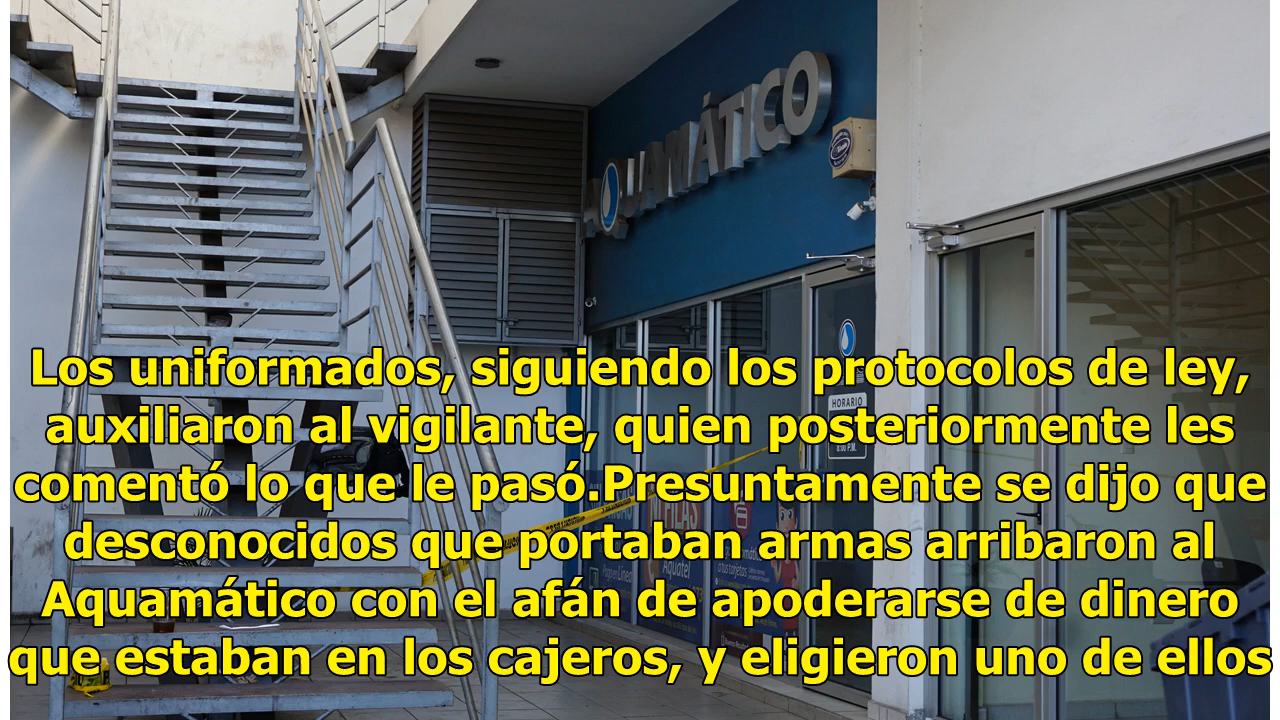 AQUAMÁTICO
HORARIO
8:00 P.M.
Los uniformados, siguiendo los protocolos de ley,
auxiliaron al vigilante, quien posteriormente les
comentó lo que le pasó.Presuntamente se dijo que
desconocidos que portaban armas arribaron al
Aquamático con el afán de apoderarse de dinero
que estaban en los cajeros, y eligieron uno de ellos